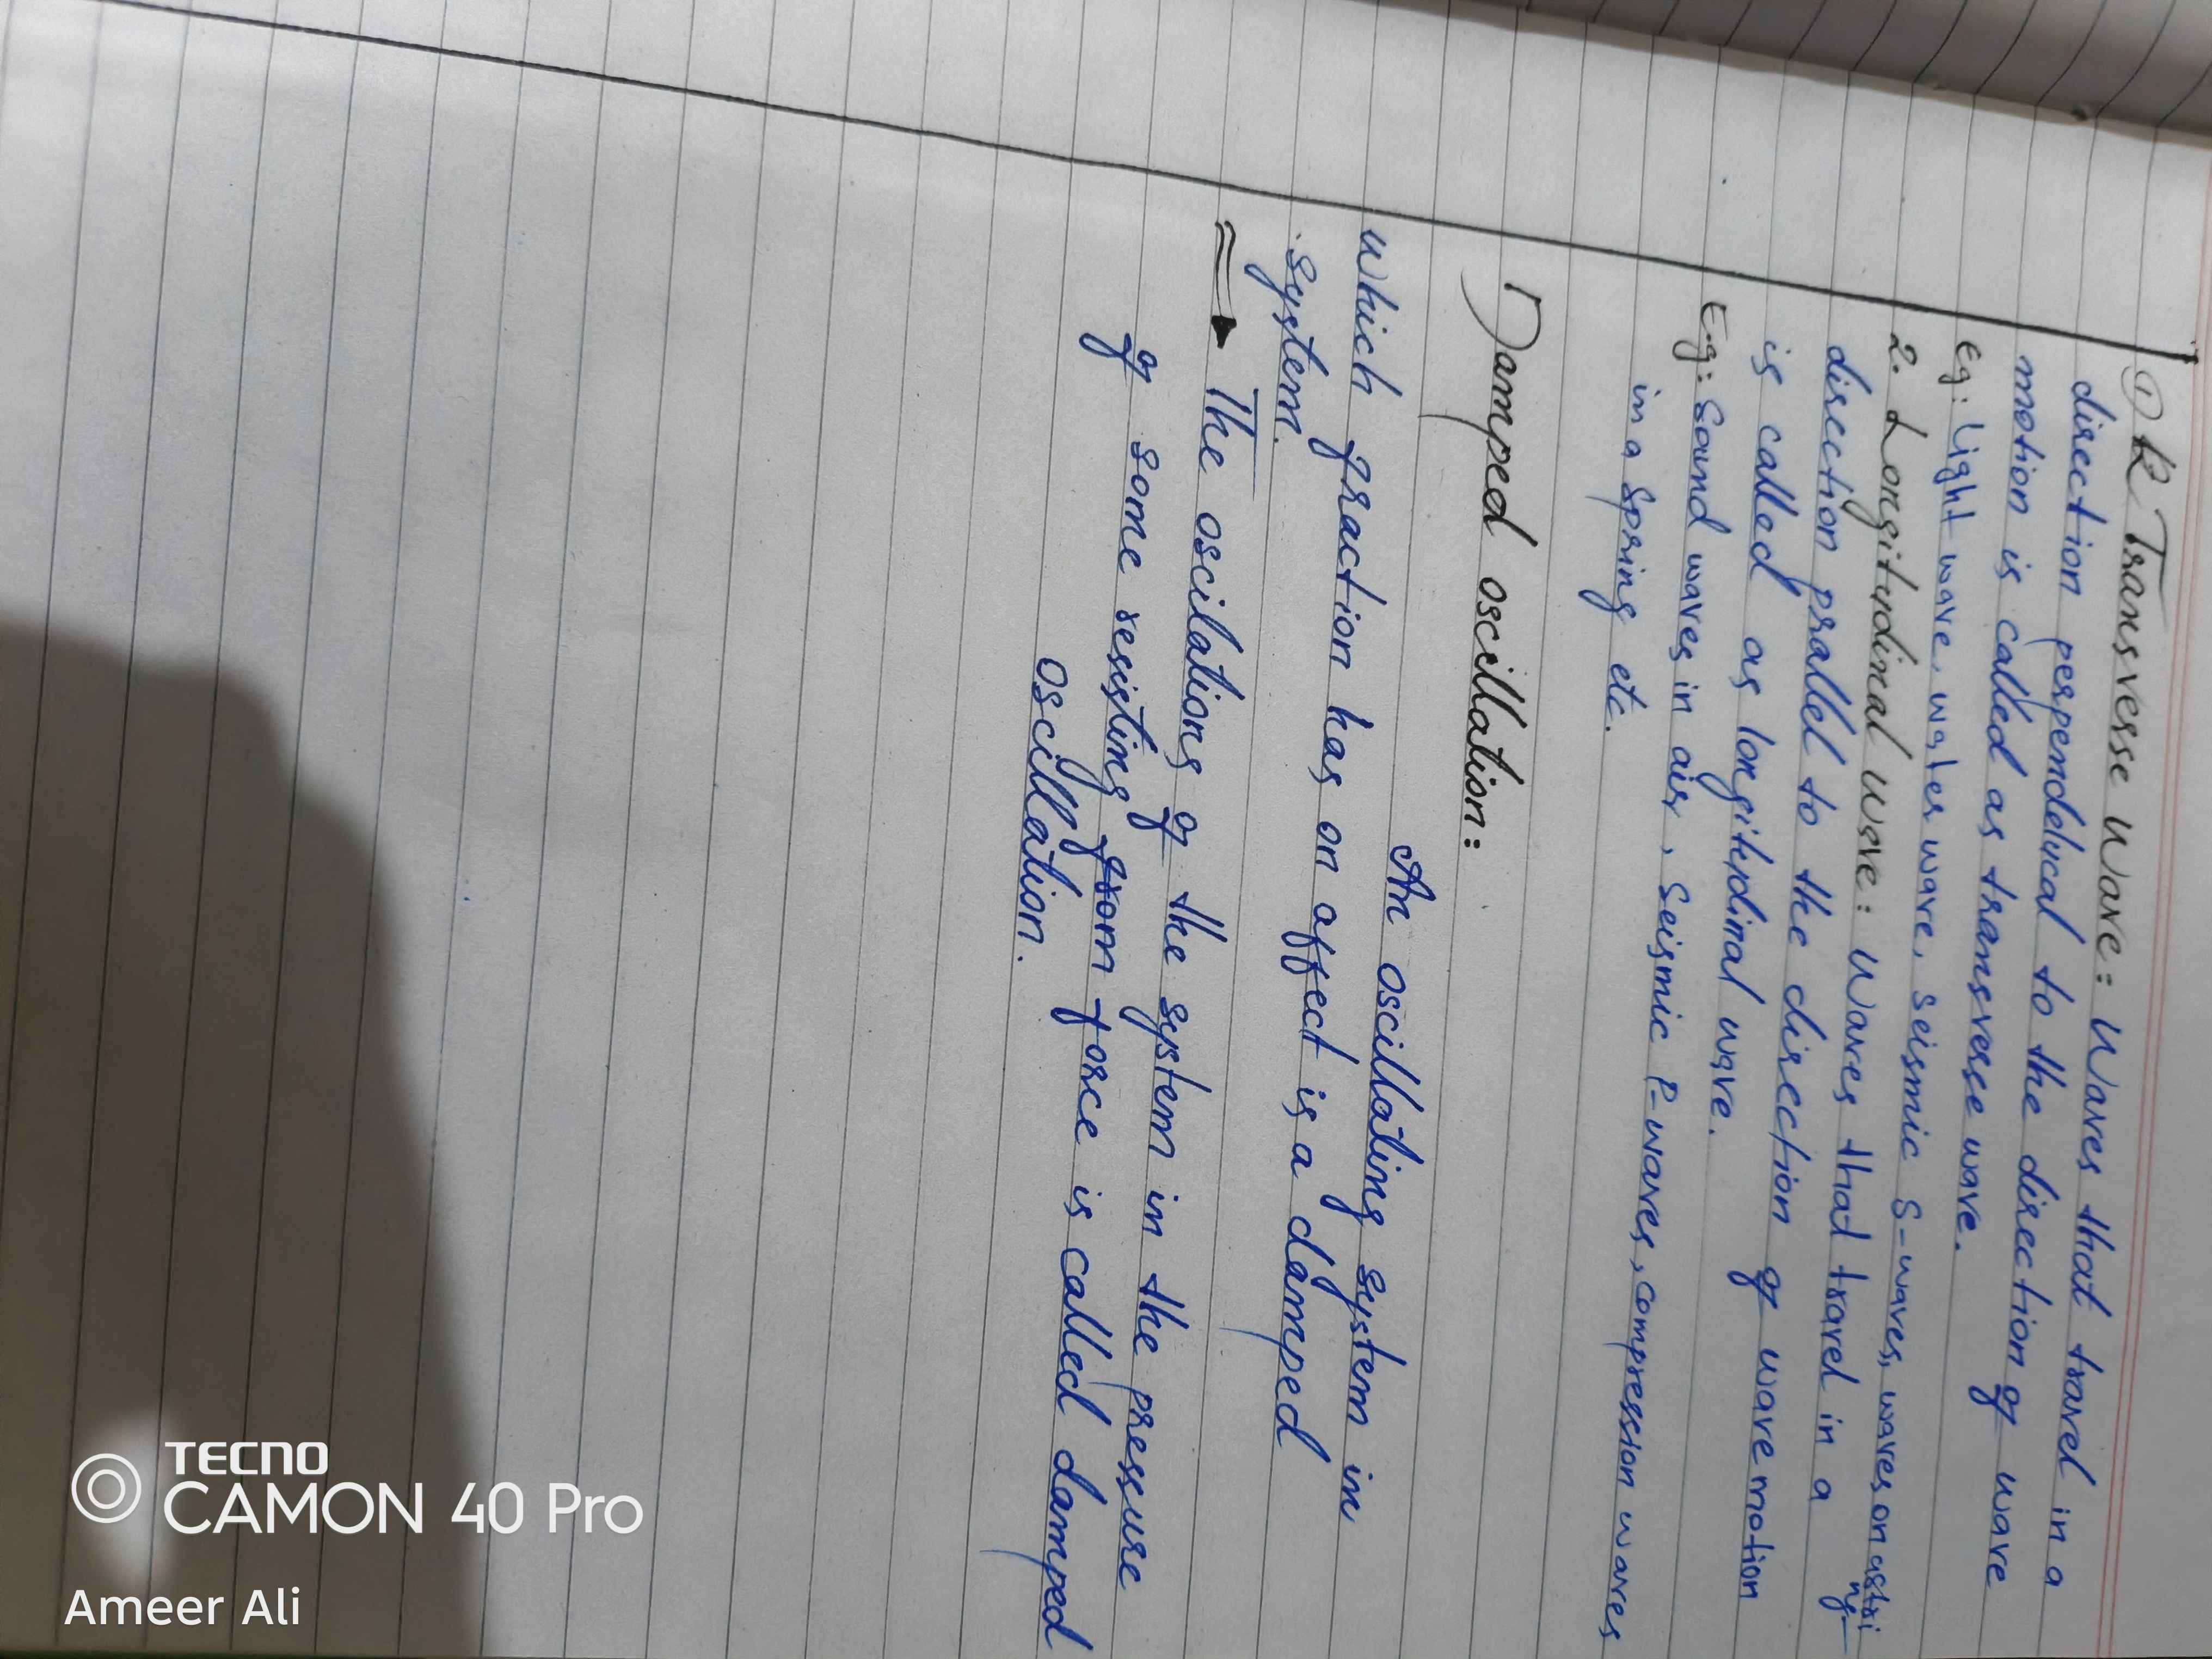 ① R Transverse Wave: Waves that travel in a
direction perpendelucal to the direction of wave
motion is called as transverse wave.
Eg: Light wave, water wave, seismic S-waves, waves on astri
ng-
2. Longitudinal Wave: Waves that travel in a
direction prallel to the direction of wave motion
is called as longitudinal wave.
E.g: Sound waves in air, Seismic P-waves, compression waves
in a Spring etc.
Damped oscillation:
An oscillating system in
which fraction has on affect is a damped
system.
⇒ The oscilations of the system in the pressure
of some resisting from force is called damped
oscillation.
TECNO
CAMON 40 Pro
Ameer Ali